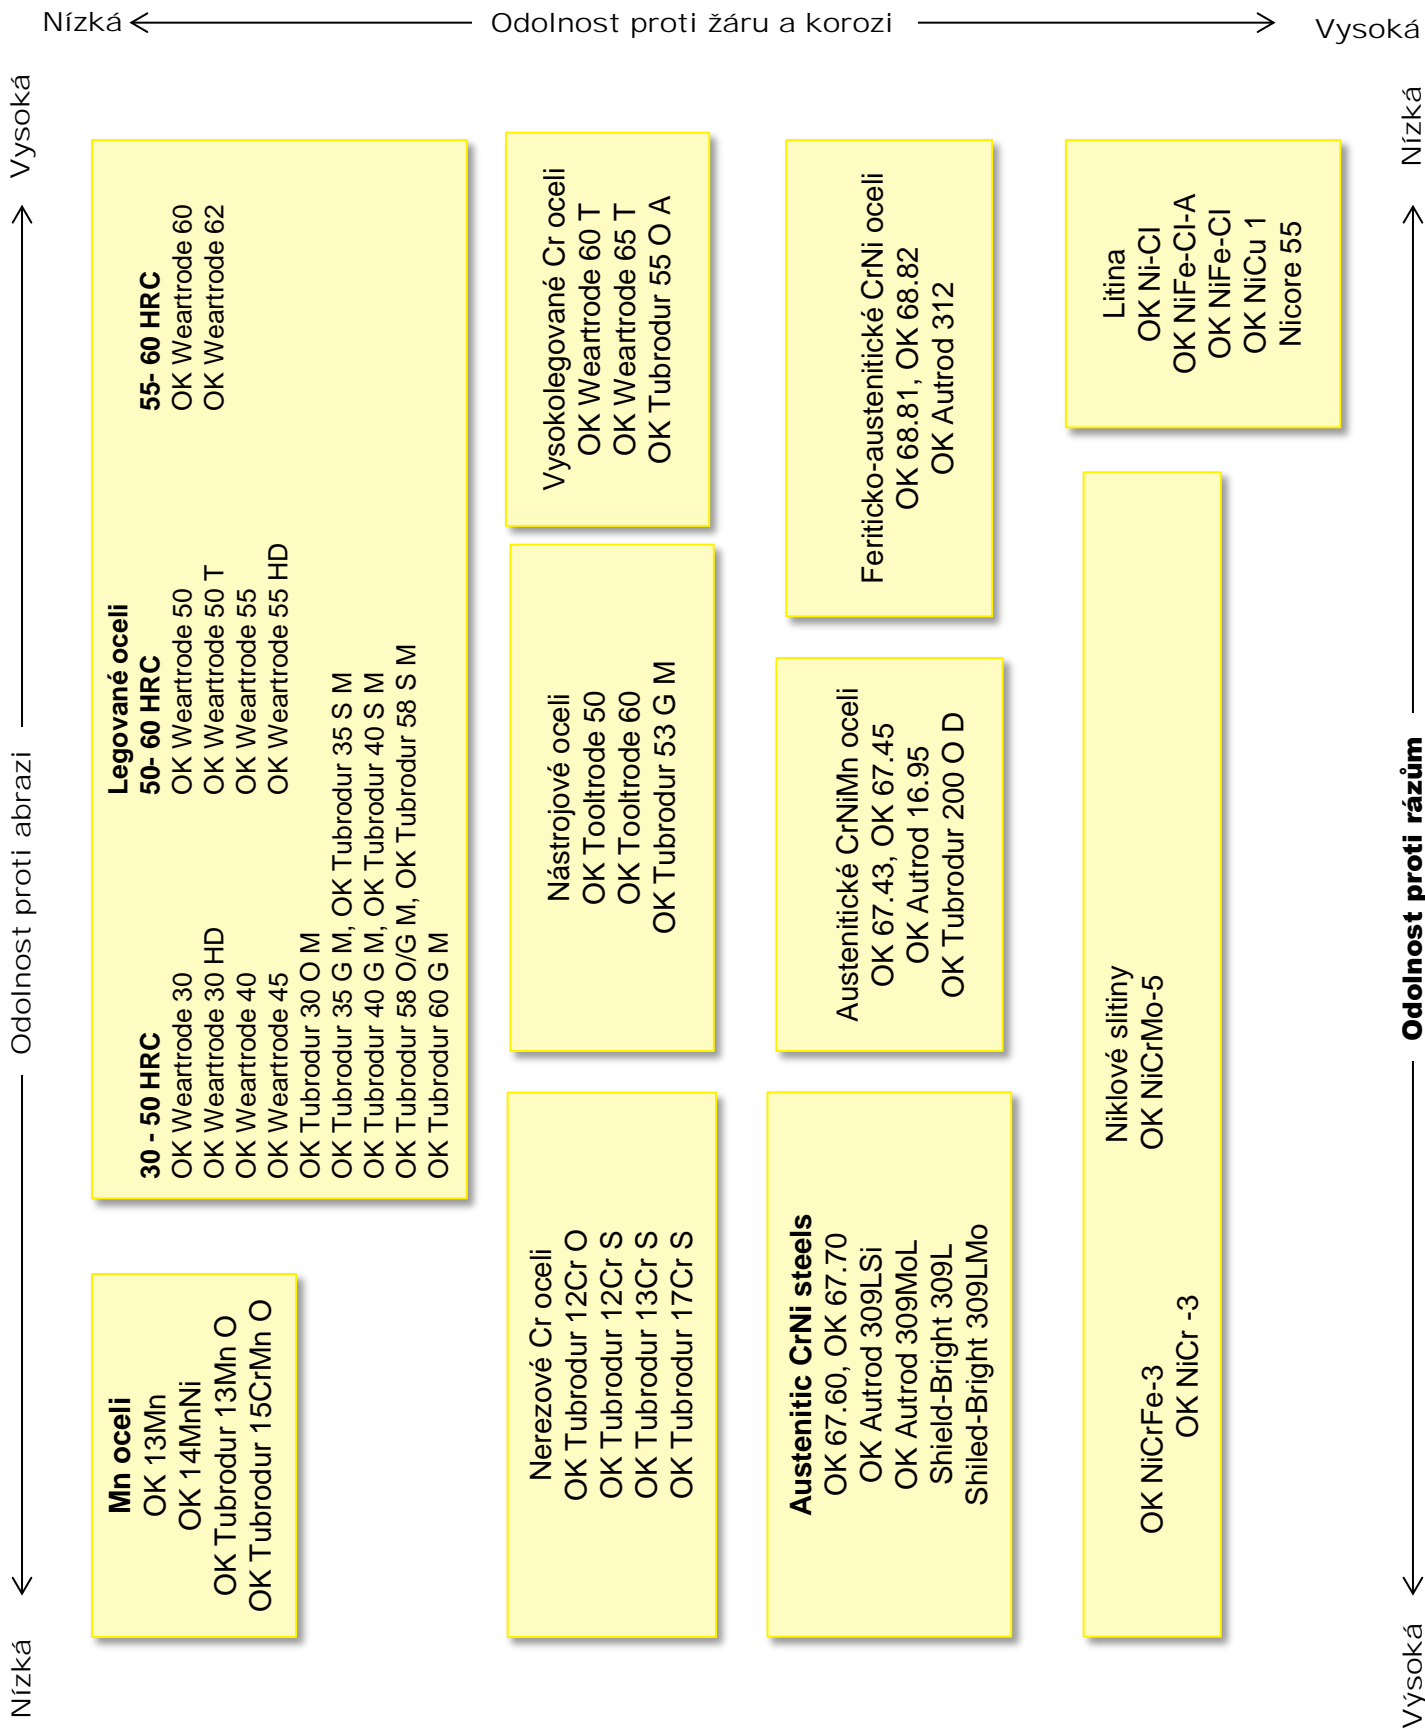 Nízká
Odolnost proti žáru a korozi
Vysoká
Vysoká
Odolnost proti abrazi
Nízká
Nízká
Odolnost proti rázům
Výsoká
Mn oceli
OK 13Mn
OK 14MnNi
OK Tubrodur 13Mn O
OK Tubrodur 15CrMn O
Legované oceli
30 - 50 HRC
OK Weartrode 30
OK Weartrode 30 HD
OK Weartrode 40
OK Weartrode 45
OK Tubrodur 30 O M
OK Tubrodur 35 G M, OK Tubrodur 35 S M
OK Tubrodur 40 G M, OK Tubrodur 40 S M
OK Tubrodur 58 O/G M, OK Tubrodur 58 S M
OK Tubrodur 60 G M
50- 60 HRC
OK Weartrode 50
OK Weartrode 50 T
OK Weartrode 55
OK Weartrode 55 HD
55- 60 HRC
OK Weartrode 60
OK Weartrode 62
Nerezové Cr oceli
OK Tubrodur 12Cr O
OK Tubrodur 12Cr S
OK Tubrodur 13Cr S
OK Tubrodur 17Cr S
Nástrojové oceli
OK Tooltrode 50
OK Tooltrode 60
OK Tubrodur 53 G M
Vysokolegované Cr oceli
OK Weartrode 60 T
OK Weartrode 65 T
OK Tubrodur 55 O A
Austenitic CrNi steels
OK 67.60, OK 67.70
OK Autrod 309LSi
OK Autrod 309MoL
Shield-Bright 309L
Shiled-Bright 309LMo
Austenitické CrNiMn oceli
OK 67.43, OK 67.45
OK Autrod 16.95
OK Tubrodur 200 O D
Feriticko-austenitické CrNi oceli
OK 68.81, OK 68.82
OK Autrod 312
Niklové slitiny
OK NiCrFe-3
OK NiCrMo-5
OK NiCr -3
Litina
OK Ni-CI
OK NiFe-CI-A
OK NiFe-CI
OK NiCu 1
Nicore 55